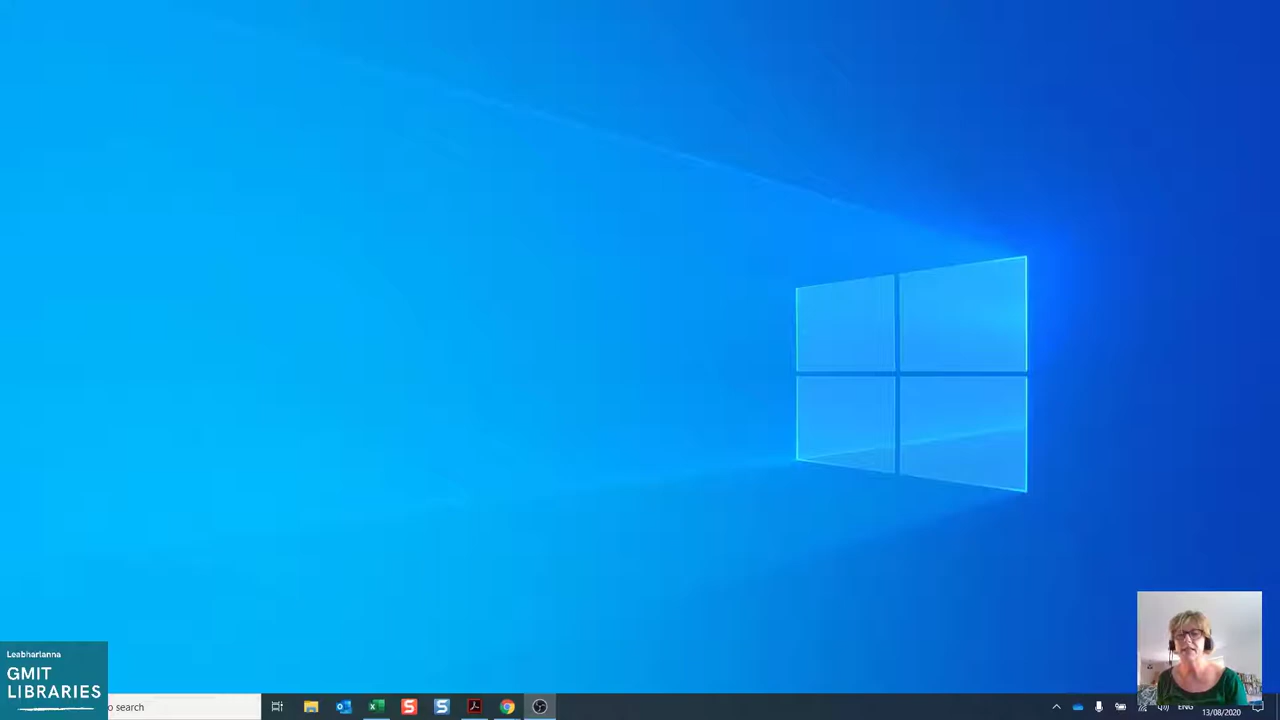 Leabharlanna
GMIT
LIBRARIES
o search
ENG
13/08/2020